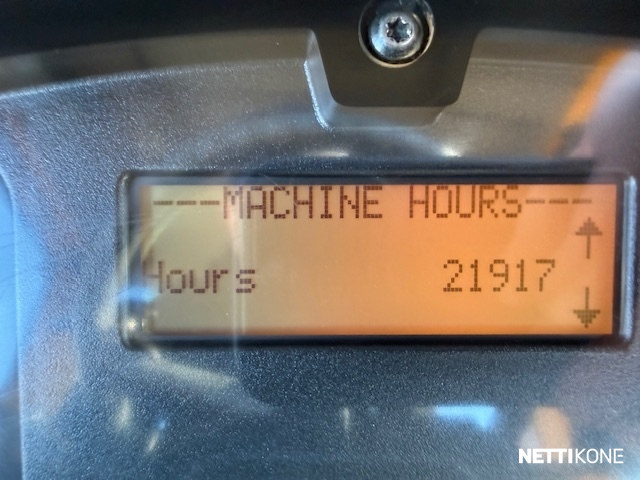 ---MACHINE HOURS---
Hours 21917
NETTIKONE